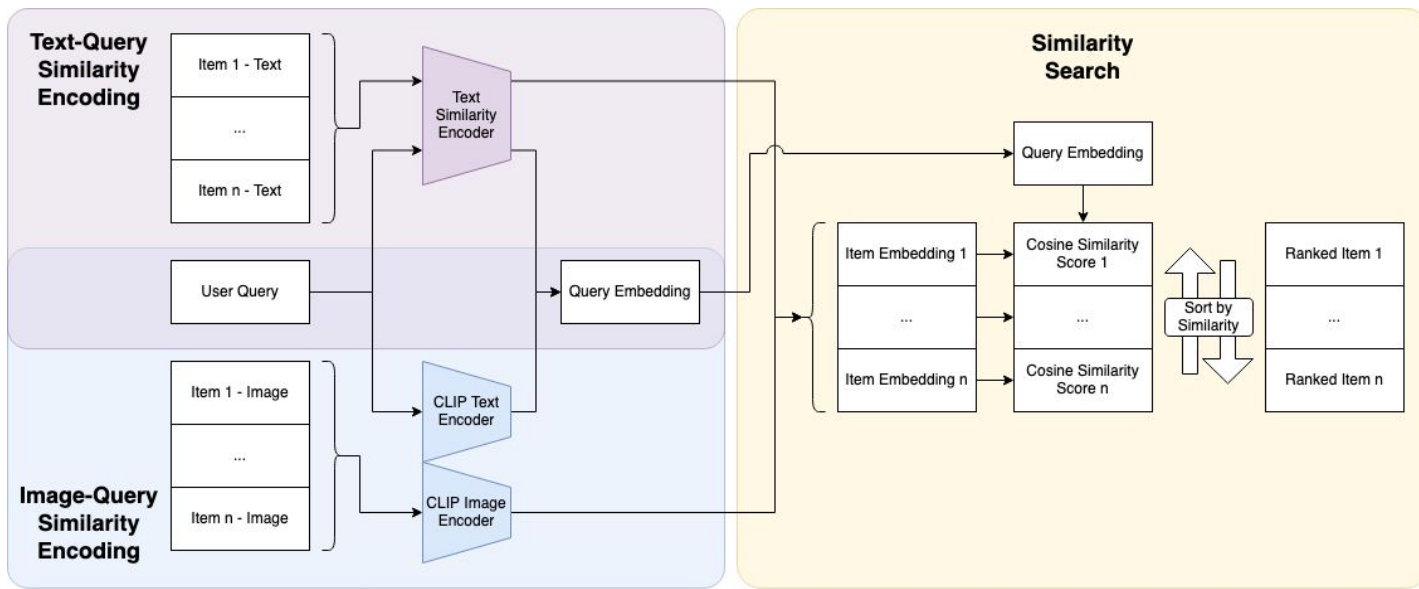 Text-Query
Similarity
Encoding
Item 1 - Text
...
Item n - Text
Text
Similarity
Encoder
User Query
Query Embedding
Item 1 - Image
...
Item n - Image
Image-Query
Similarity
Encoding
CLIP Text
Encoder
CLIP Image
Encoder
Similarity
Search
Query Embedding
Item Embedding 1
...
Item Embedding n
Cosine Similarity
Score 1
...
Cosine Similarity
Score n
Sort by
Similarity
Ranked Item 1
...
Ranked Item n